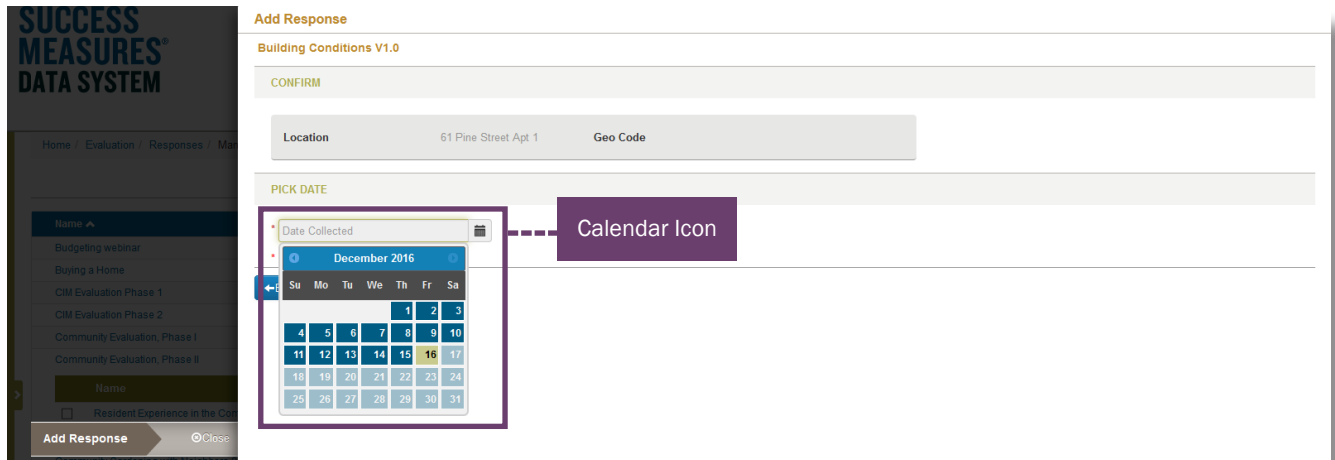 SUCCESS
MEASURES®
DATA SYSTEM
Home / Evaluation / Responses / Man
Name
Budgeting webinar
Buying a Home
CIM Evaluation Phase 1
CIM Evaluation Phase 2
Community Evaluation, Phase I
Community Evaluation, Phase II
Name
Resident Experience in the Com
Add Response
Close
Add Response
Building Conditions V1.0
CONFIRM
Location 61 Pine Street Apt 1 Geo Code
PICK DATE
* Date Collected
*
December 2016
Su Mo Tu We Th Fr Sa
1 2 3
4 5 6 7 8 9 10
11 12 13 14 15 16 17
18 19 20 21 22 23 24
25 26 27 28 29 30 31
Calendar Icon